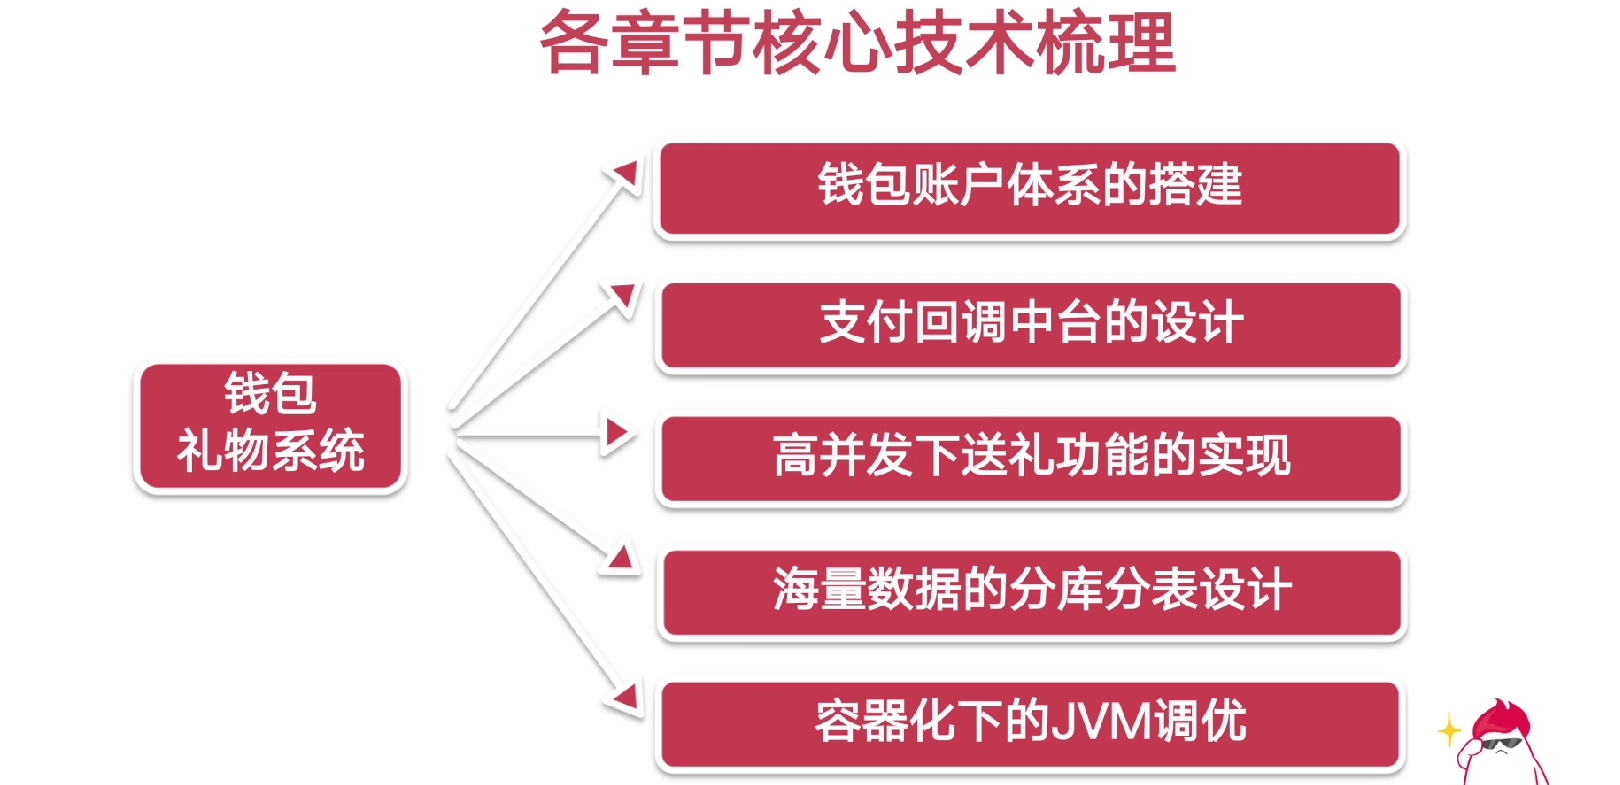 各章节核心技术梳理
钱包
礼物系统
钱包账户体系的搭建
支付回调中台的设计
高并发下送礼功能的实现
海量数据的分库分表设计
容器化下的JVM调优